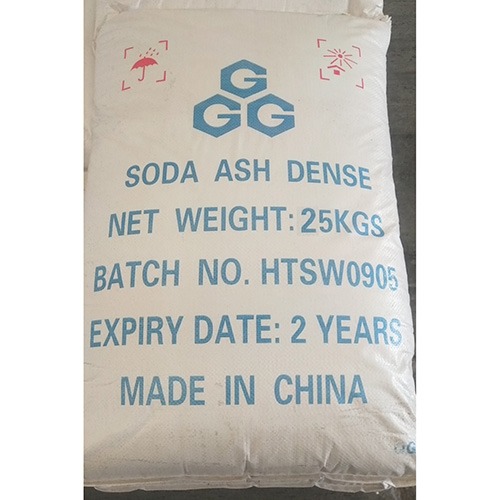 G
G G
SODA ASH DENSE
NET WEIGHT: 25KGS
BATCH NO. HTSW0905
EXPIRY DATE: 2 YEARS
MADE IN CHINA